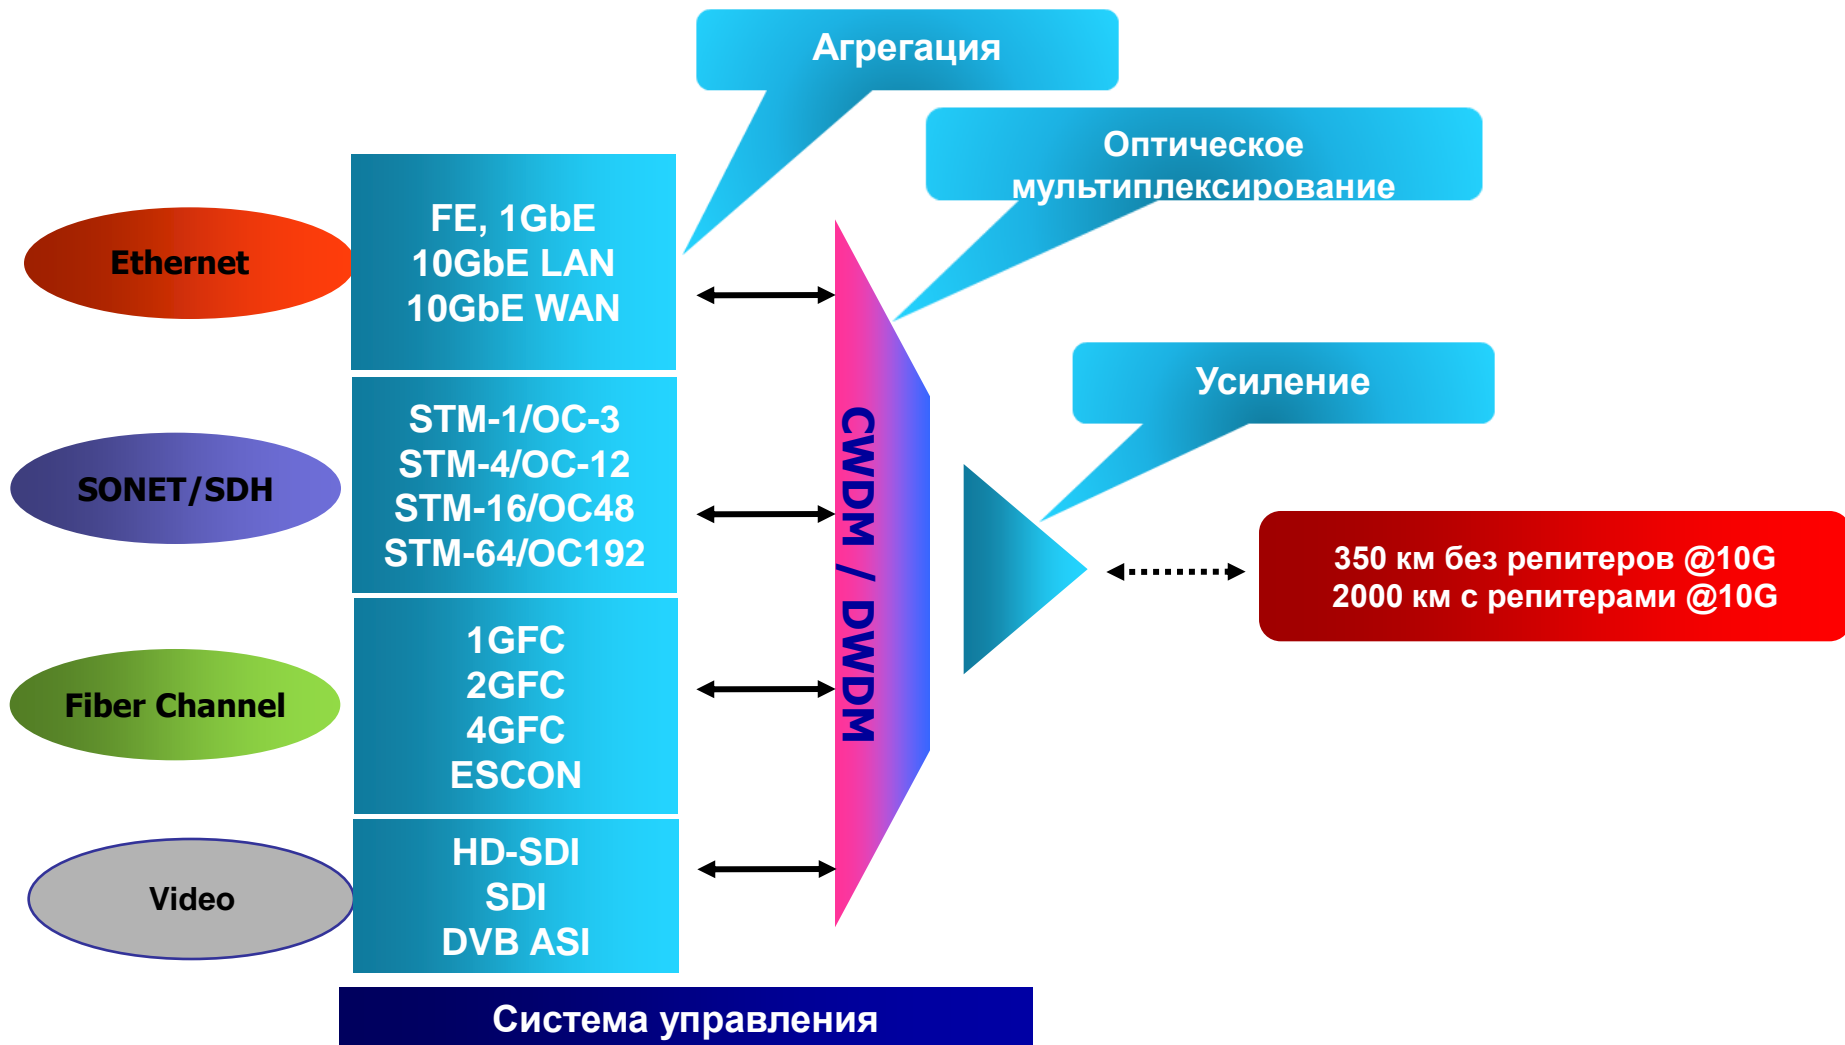 Агрегация
Оптическое
мультиплексирование
Ethernet
FE, 1GbE
10GbE LAN
10GbE WAN
Усиление
SONET/SDH
STM-1/OC-3
STM-4/OC-12
STM-16/OC48
STM-64/OC192
CWDM / DWDM
350 км без репитеров @10G
2000 км с репитерами @10G
Fiber Channel
1GFC
2GFC
4GFC
ESCON
Video
HD-SDI
SDI
DVB ASI
Система управления